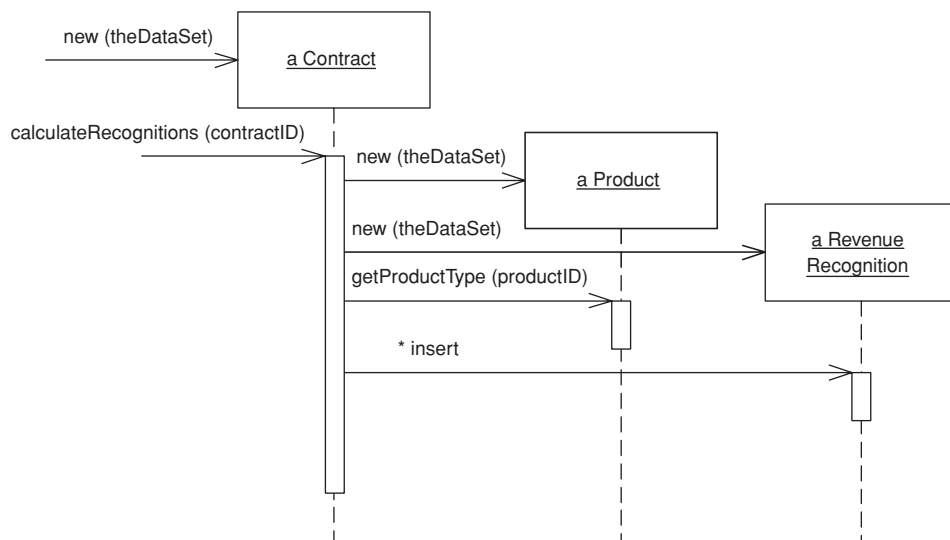 new (theDataSet)
a Contract
calculateRecognitions (contractID)
new (theDataSet)
a Product
new (theDataSet)
a Revenue
Recognition
getProductType (productID)
* insert